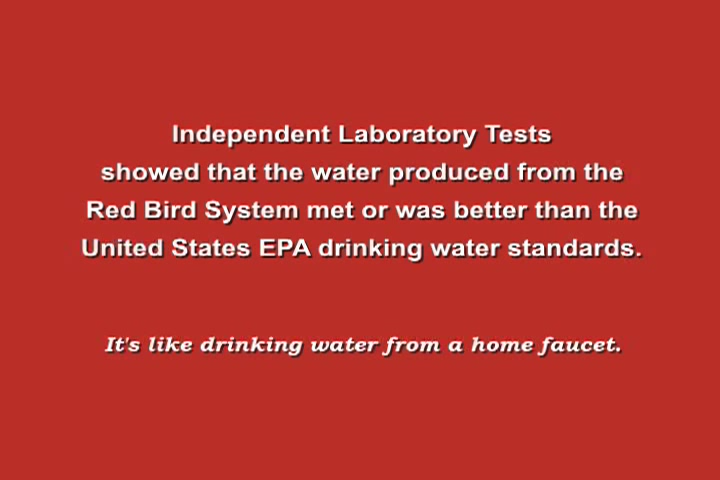 Independent Laboratory Tests
showed that the water produced from the
Red Bird System met or was better than the
United States EPA drinking water standards.
It's like drinking water from a home faucet.